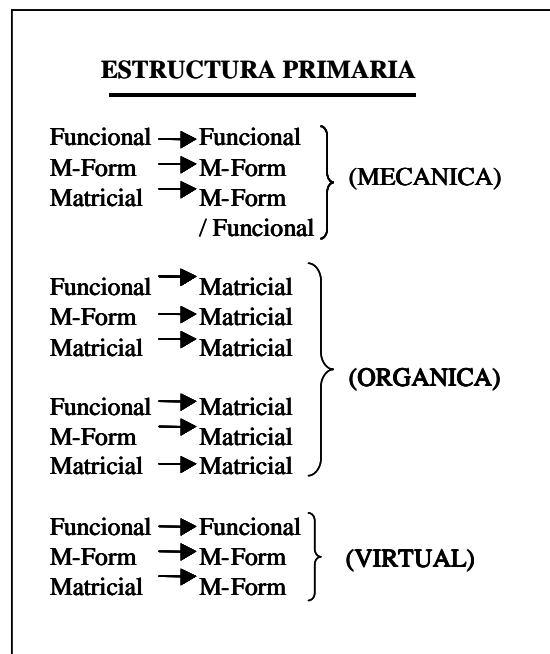 ESTRUCTURA PRIMARIA
Funcional → Funcional
M-Form → M-Form
Matricial → M-Form
/ Funcional
(MECANICA)
Funcional → Matricial
M-Form → Matricial
Matricial → Matricial
Funcional → Matricial
M-Form → Matricial
Matricial → Matricial
(ORGANICA)
Funcional → Funcional
M-Form → M-Form
Matricial → M-Form
(VIRTUAL)